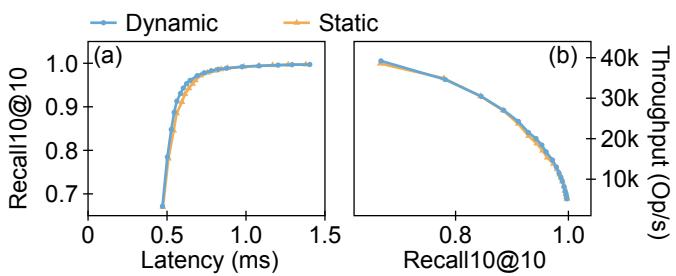 Dynamic Static
(a)
Recall10@10
1.0
0.9
0.8
0.7
0 0.5 1.0 1.5
Latency (ms)
(b)
40k
30k
20k
10k
Throughput (Op/s)
0.8 1.0
Recall10@10